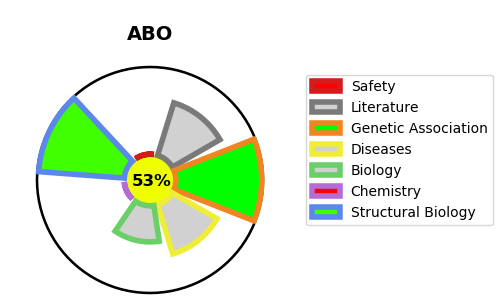 ABO
53%
Safety
Literature
Genetic Association
Diseases
Biology
Chemistry
Structural Biology